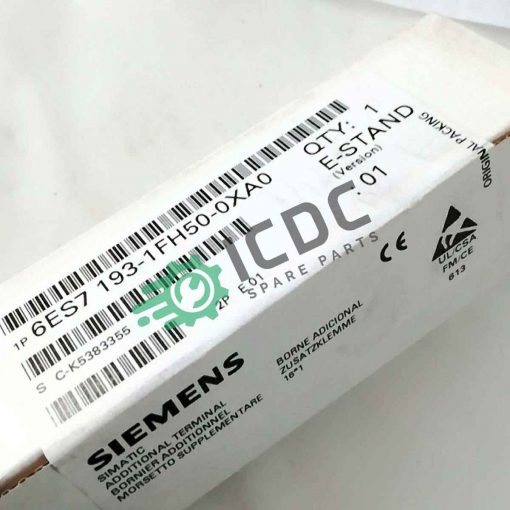 1P 6ES7 193-1FH50-0XA0
QTY: 1
E-STAND
(Version)
.01
S C-K5383355
2P E 01
ORIGINAL PACKING
ICDC
SPARE PARTS
CE
UL/CSA
FM/CE
613
SIEMENS
SIMATIC
ADDITIONAL TERMINAL
BORNIER ADDITIONNEL
MORSETTO SUPPLEMENTARE
BORNE ADICIONAL
ZUSATZKLEMME
16*1